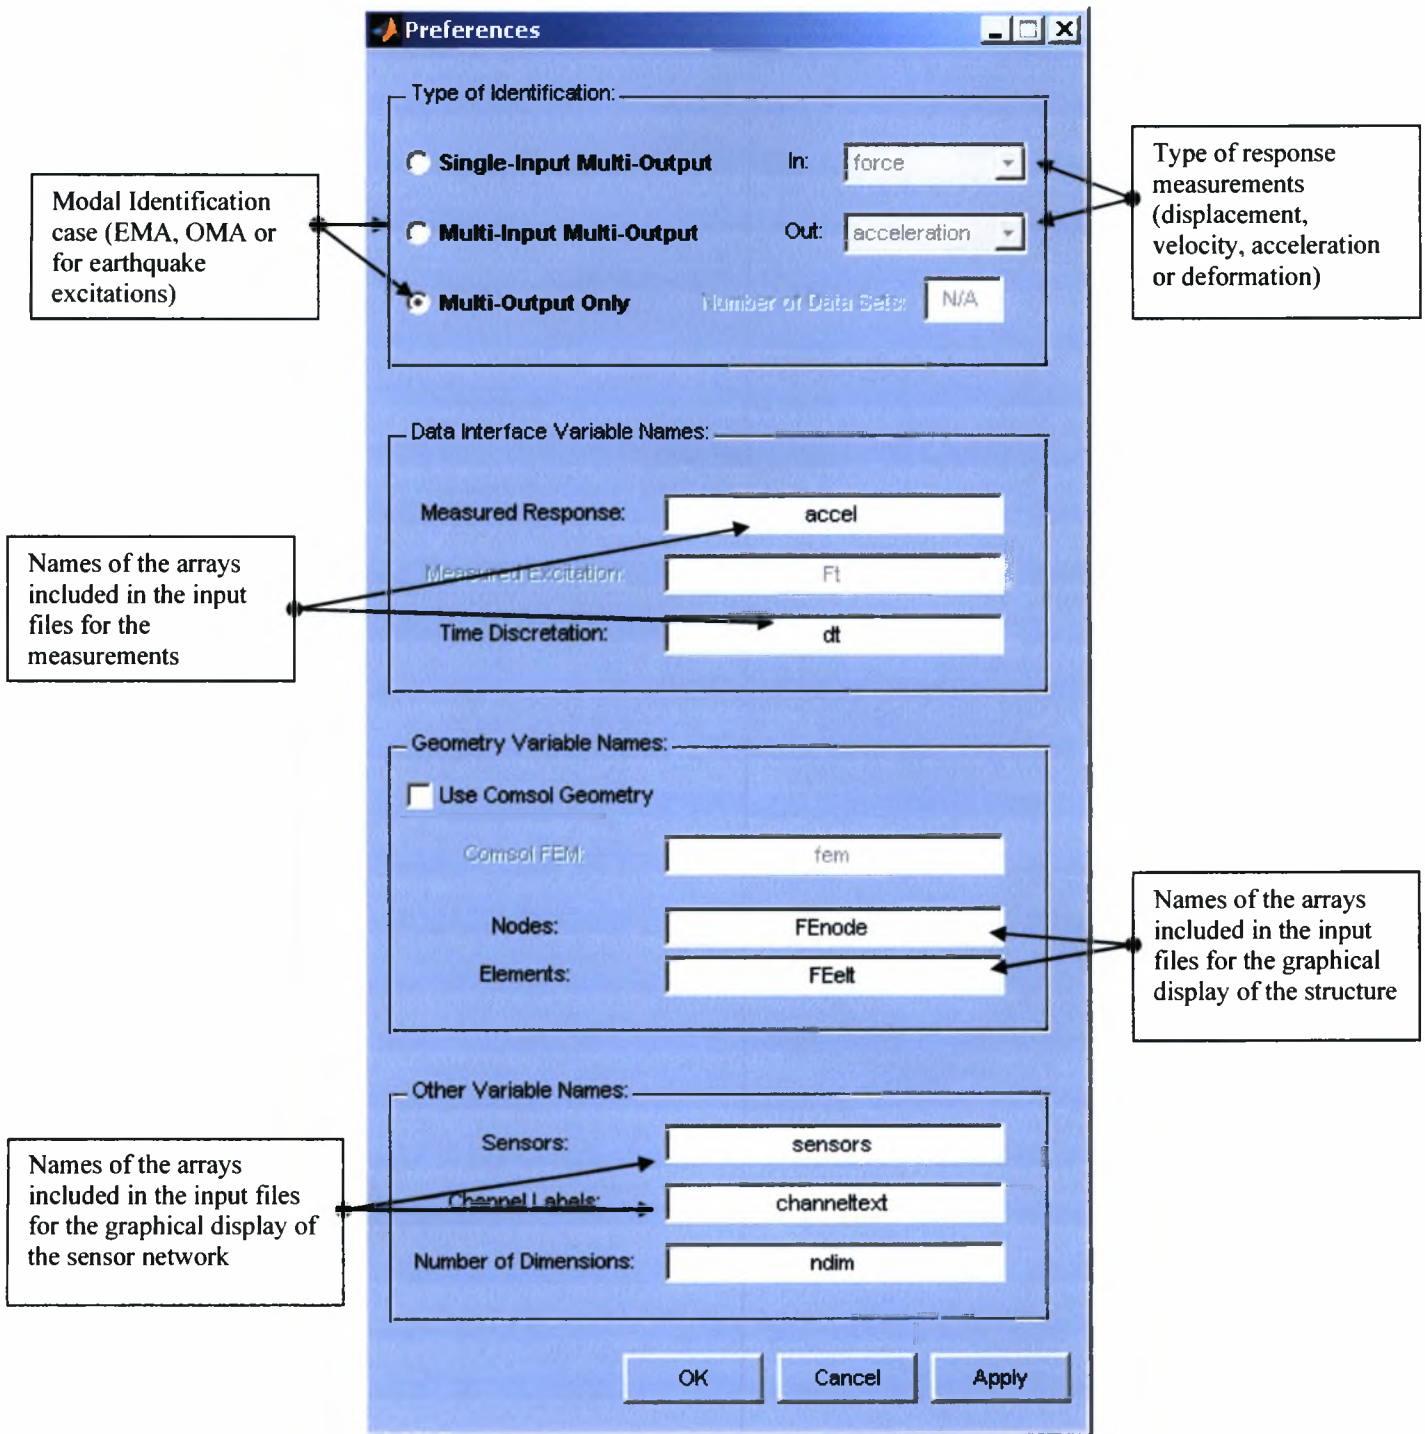 Preferences
Type of Identification:
Single-Input Multi-Output In: force
Multi-Input Multi-Output Out: acceleration
Multi-Output Only Number of Data Sets: N/A
Modal Identification
case (EMA, OMA or
for earthquake
excitations)
Type of response
measurements
(displacement,
velocity, acceleration
or deformation)
Data Interface Variable Names:
Measured Response: accel
Measured Excitation: Ft
Time Discretation: dt
Names of the arrays
included in the input
files for the
measurements
Geometry Variable Names:
Use Comsol Geometry
Comsol FEM: fem
Nodes: FEnode
Elements: FEelt
Names of the arrays
included in the input
files for the graphical
display of the structure
Other Variable Names:
Sensors: sensors
Channel Labels: channeltext
Number of Dimensions: ndim
Names of the arrays
included in the input files
for the graphical display of
the sensor network
OK Cancel Apply